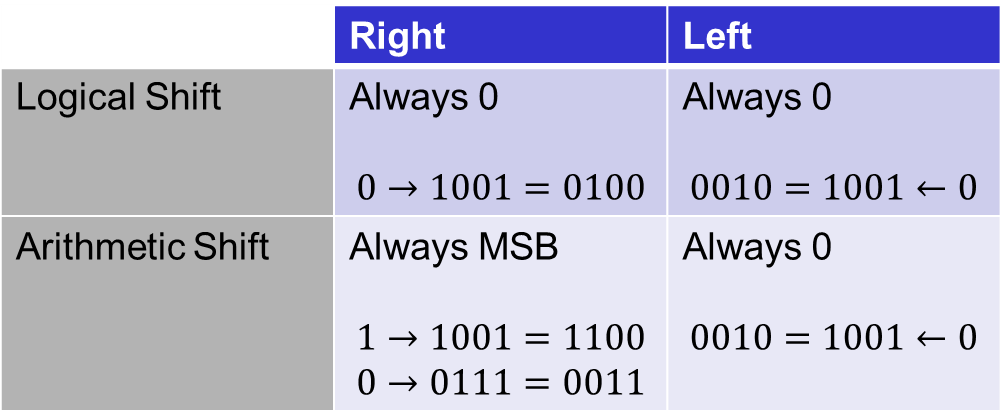 Right Left
Logical Shift Always 0 Always 0
0 → 1001 = 0100 0010 = 1001 ← 0
Arithmetic Shift Always MSB Always 0
1 → 1001 = 1100 0010 = 1001 ← 0
0 → 0111 = 0011